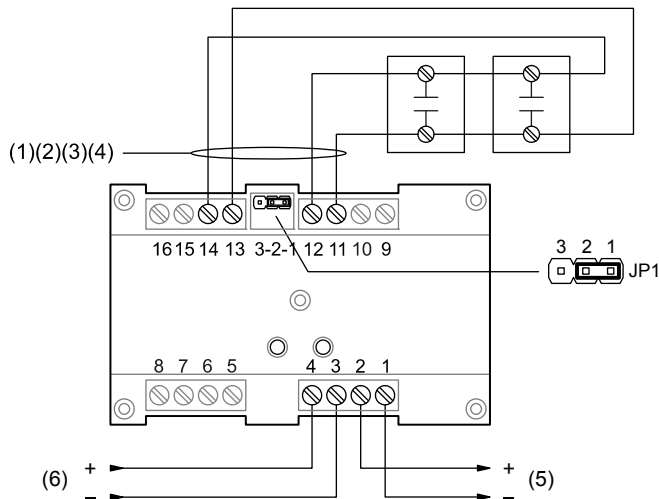 (1)(2)(3)(4)
16 15 14 13 3-2-1 12 11 10 9
3 2 1
JP1
8 7 6 5 4 3 2 1
(6) + + (5)
– –